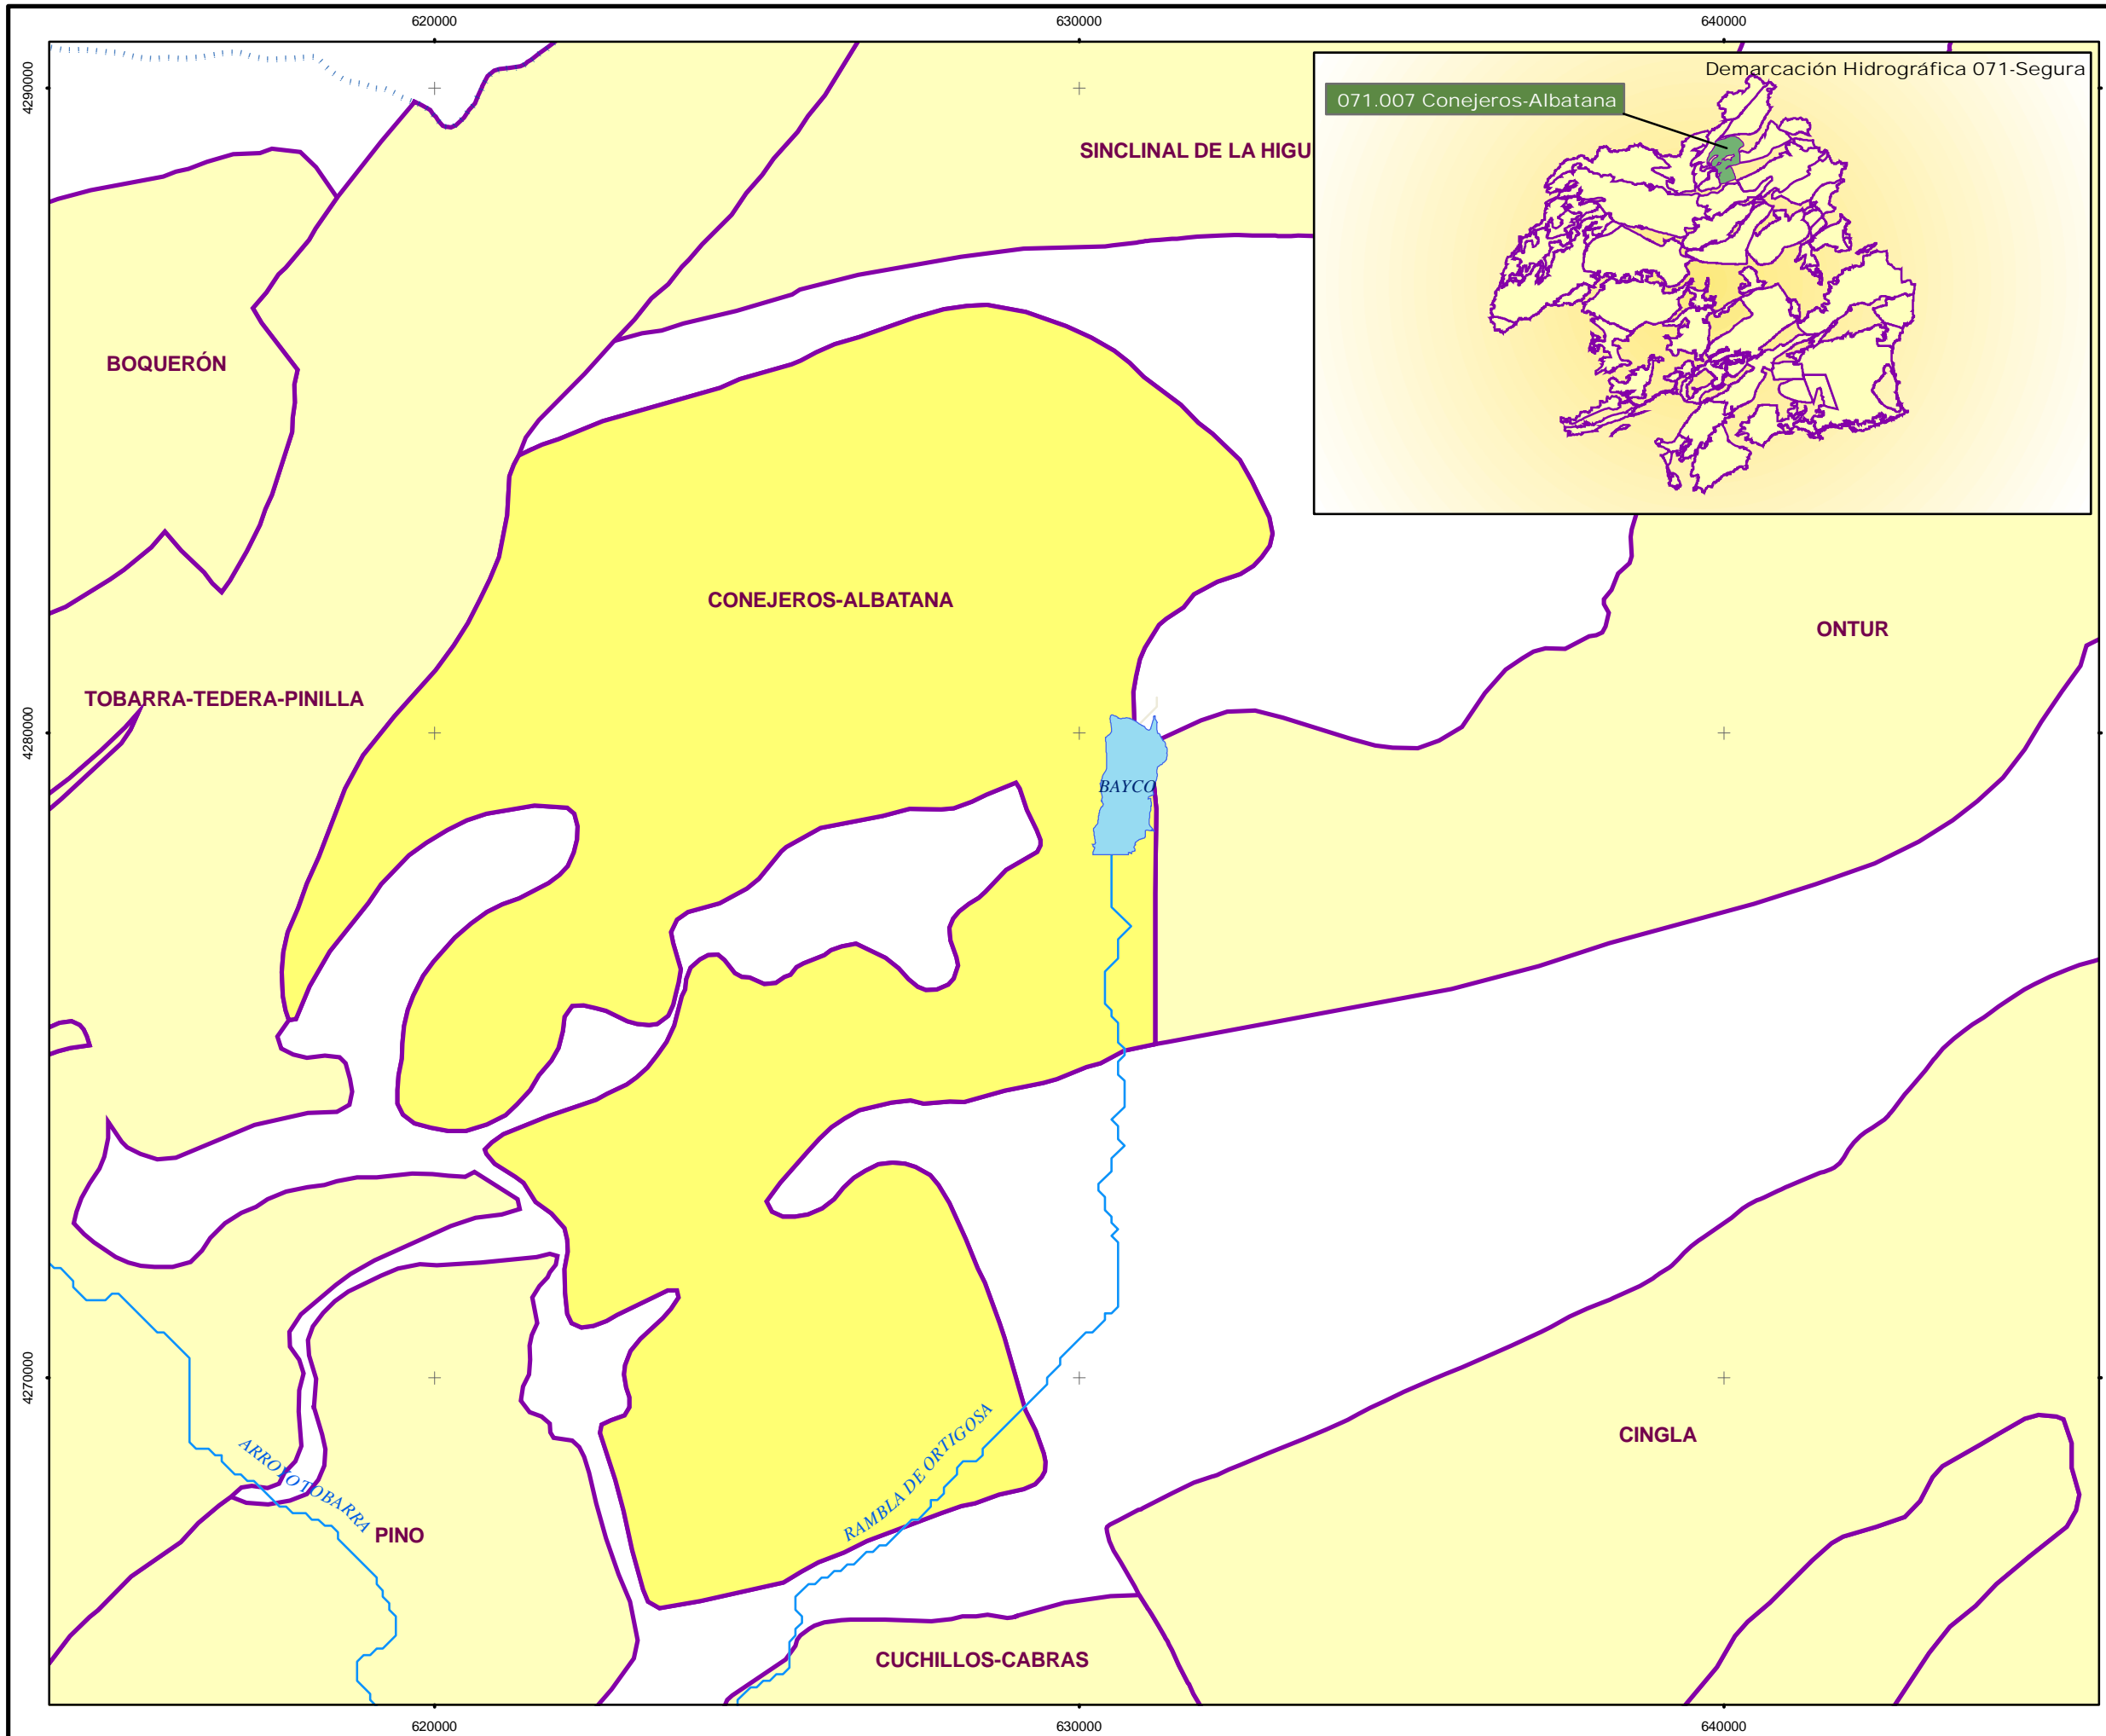 620000
630000
640000
4290000
Demarcación Hidrográfica 071-Segura
071.007 Conejeros-Albatana
SINCLINAL DE LA HIGU
BOQUERÓN
CONEJEROS-ALBATANA
ONTUR
TOBARRA-TEDERA-PINILLA
4280000
BAYCO
4270000
RAMBLA DE ORTIGOSA
CINGLA
ARROYO TOBARRA
PINO
CUCHILLOS-CABRAS
620000
630000
640000